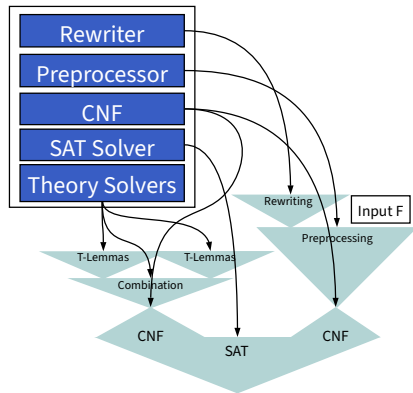 Rewriter
Preprocessor
CNF
SAT Solver
Theory Solvers
Rewriting
Input F
Preprocessing
T-Lemmas
T-Lemmas
Combination
CNF
SAT
CNF